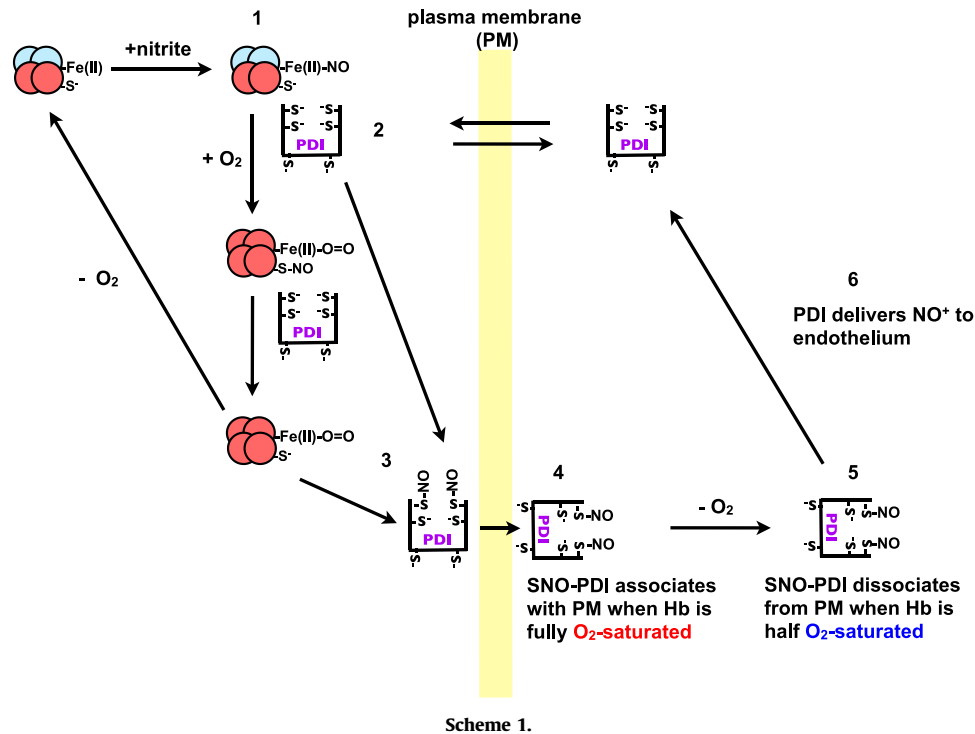 1
plasma membrane
(PM)
+nitrite
Fe(II)
S-
Fe(II)-NO
S-
2
S- -S
S- -S
PDI
-S S-
S- -S
S- -S
PDI
-S S-
+ O2
Fe(II)-O=O
S-NO
- O2
S- -S
S- -S
PDI
-S S-
6
PDI delivers NO+ to
endothelium
Fe(II)-O=O
S-
3
NO NO
S S
S- -S
PDI
-S S-
4
-S S- S-NO
PDI
-S S- S-NO
- O2
5
-S S- S-NO
PDI
-S S- S-NO
SNO-PDI associates
with PM when Hb is
fully O2-saturated
SNO-PDI dissociates
from PM when Hb is
half O2-saturated
Scheme 1.